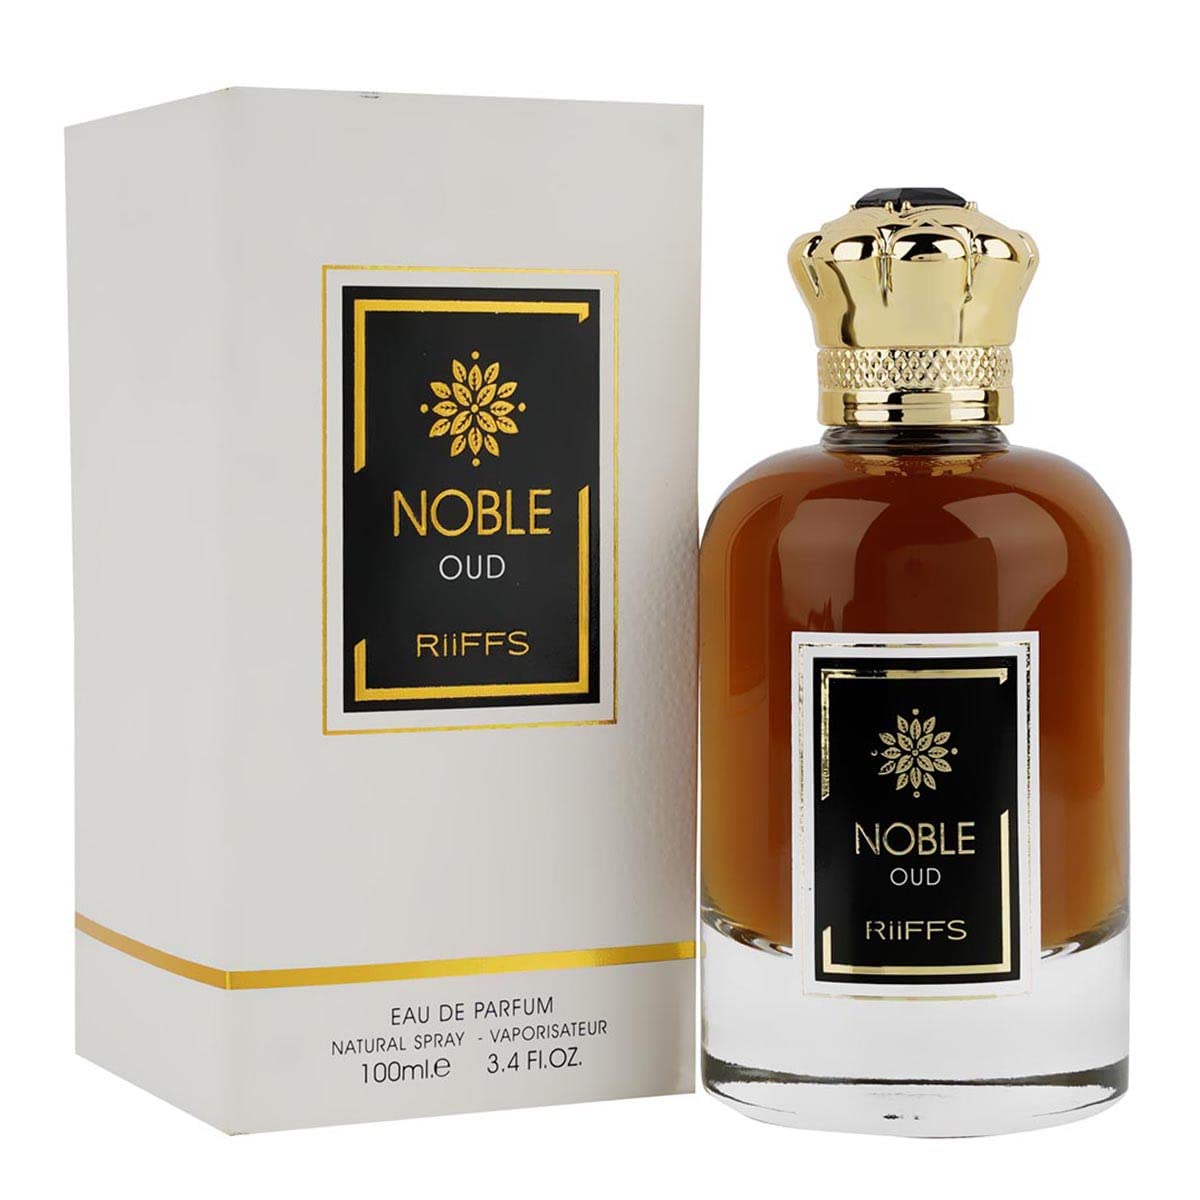 NOBLE
OUD
RiiFFS
EAU DE PARFUM
NATURAL SPRAY - VAPORISATEUR
100ml.e 3.4 Fl.OZ.
NOBLE
OUD
RiiFFS